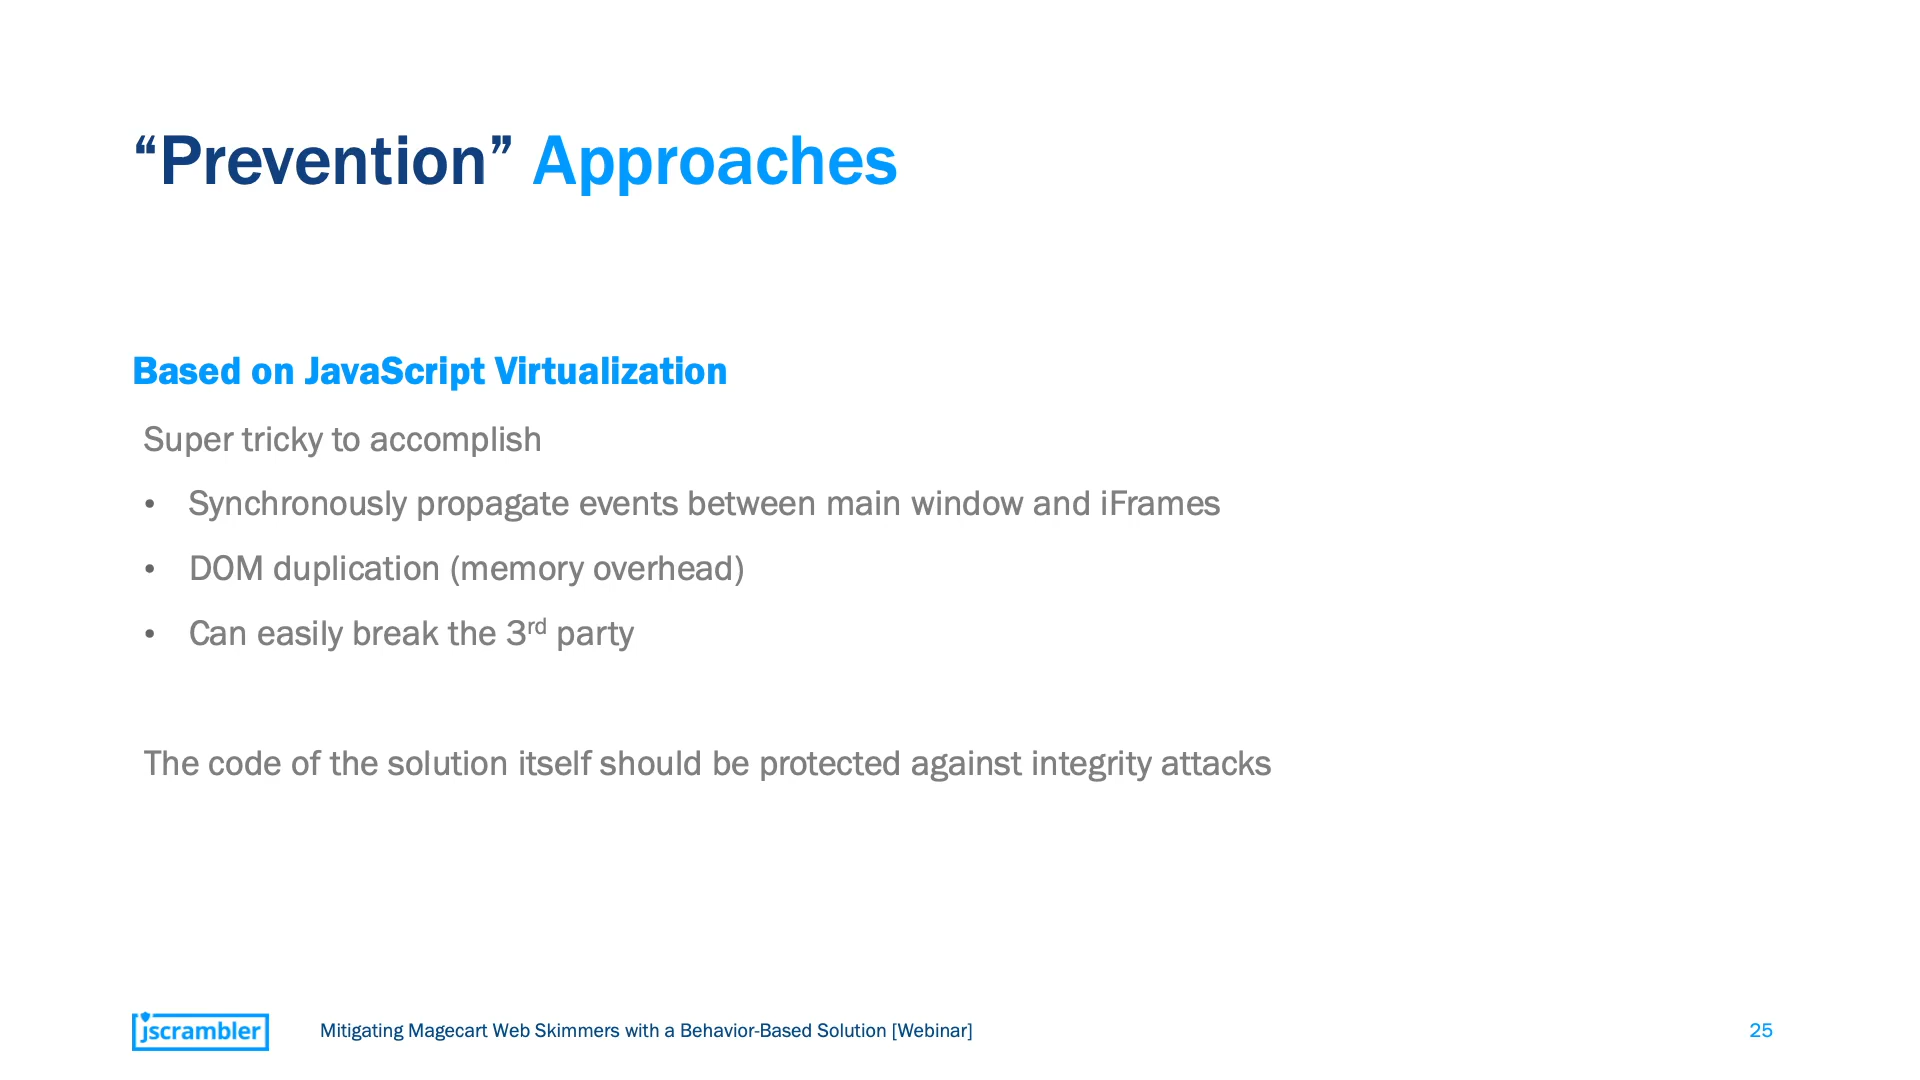 “Prevention” Approaches
Based on JavaScript Virtualization
Super tricky to accomplish
• Synchronously propagate events between main window and iFrames
• DOM duplication (memory overhead)
• Can easily break the 3rd party
The code of the solution itself should be protected against integrity attacks
jscrambler
Mitigating Magecart Web Skimmers with a Behavior-Based Solution [Webinar]
25